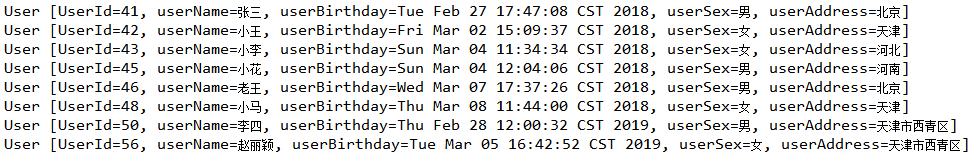 User [UserId=41, userName=张三, userBirthday=Tue Feb 27 17:47:08 CST 2018, userSex=男, userAddress=北京]
User [UserId=42, userName=小王, userBirthday=Fri Mar 02 15:09:37 CST 2018, userSex=女, userAddress=天津]
User [UserId=43, userName=小李, userBirthday=Sun Mar 04 11:34:34 CST 2018, userSex=女, userAddress=河北]
User [UserId=45, userName=小花, userBirthday=Sun Mar 04 12:04:06 CST 2018, userSex=男, userAddress=河南]
User [UserId=46, userName=老王, userBirthday=Wed Mar 07 17:37:26 CST 2018, userSex=男, userAddress=北京]
User [UserId=48, userName=小马, userBirthday=Thu Mar 08 11:44:00 CST 2018, userSex=女, userAddress=天津]
User [UserId=50, userName=李四, userBirthday=Thu Feb 28 12:00:32 CST 2019, userSex=男, userAddress=天津市西青区]
User [UserId=56, userName=赵丽颖, userBirthday=Tue Mar 05 16:42:52 CST 2019, userSex=女, userAddress=天津市西青区]